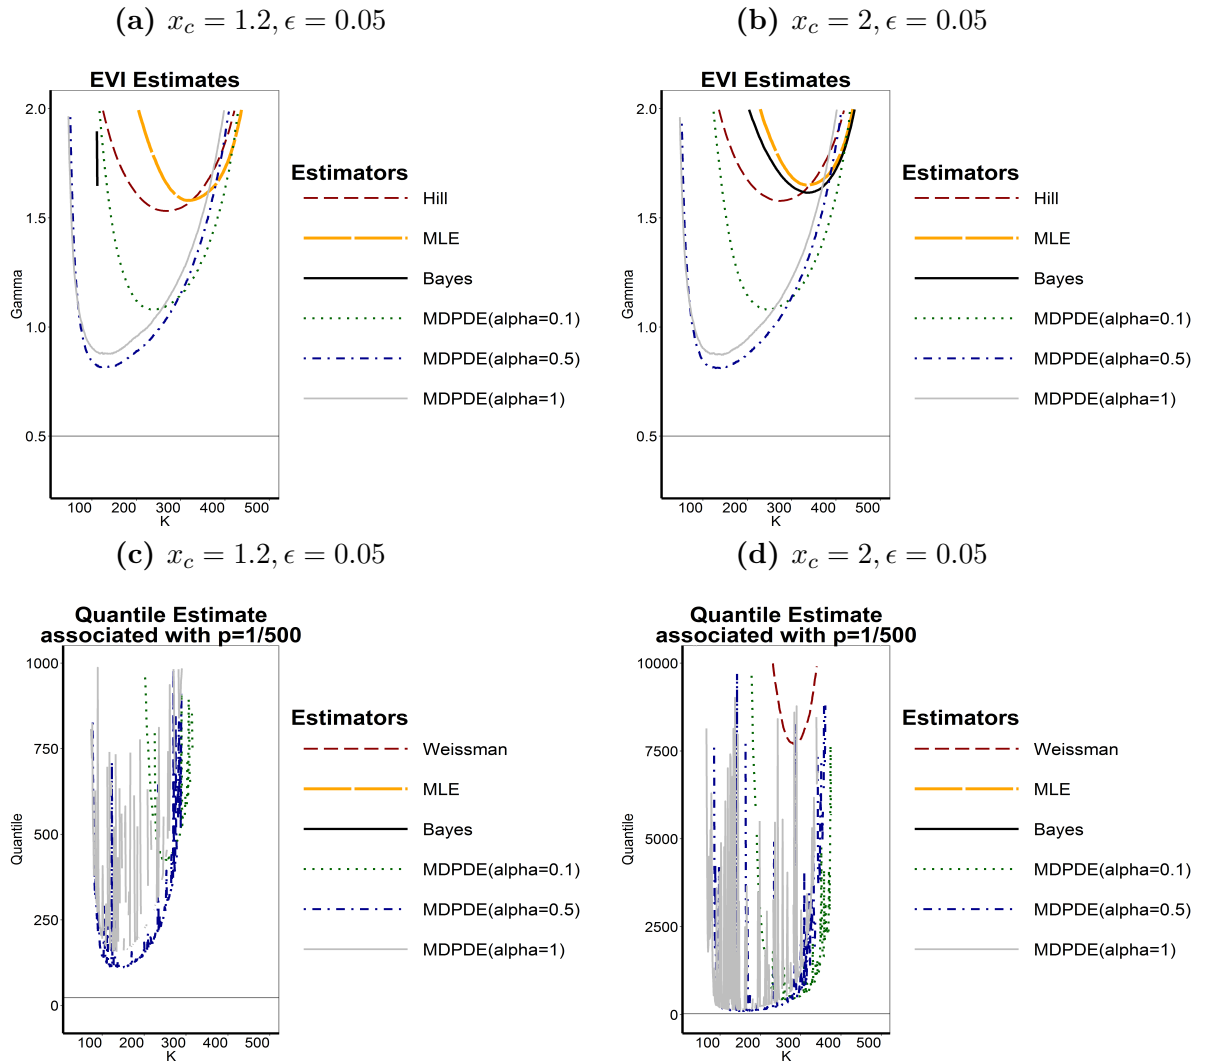 (a) x_c = 1.2, ϵ = 0.05
EVI Estimates
2.0
1.5
1.0
0.5
Gamma
100 200 300 400 500
K
Estimators
Hill
MLE
Bayes
MDPDE(alpha=0.1)
MDPDE(alpha=0.5)
MDPDE(alpha=1)
(b) x_c = 2, ϵ = 0.05
EVI Estimates
2.0
1.5
1.0
0.5
Gamma
100 200 300 400 500
K
Estimators
Hill
MLE
Bayes
MDPDE(alpha=0.1)
MDPDE(alpha=0.5)
MDPDE(alpha=1)
(c) x_c = 1.2, ϵ = 0.05
Quantile Estimate
associated with p=1/500
1000
750
500
250
0
Quantile
100 200 300 400 500
K
Estimators
Weissman
MLE
Bayes
MDPDE(alpha=0.1)
MDPDE(alpha=0.5)
MDPDE(alpha=1)
(d) x_c = 2, ϵ = 0.05
Quantile Estimate
associated with p=1/500
10000
7500
5000
2500
0
Quantile
100 200 300 400 500
K
Estimators
Weissman
MLE
Bayes
MDPDE(alpha=0.1)
MDPDE(alpha=0.5)
MDPDE(alpha=1)